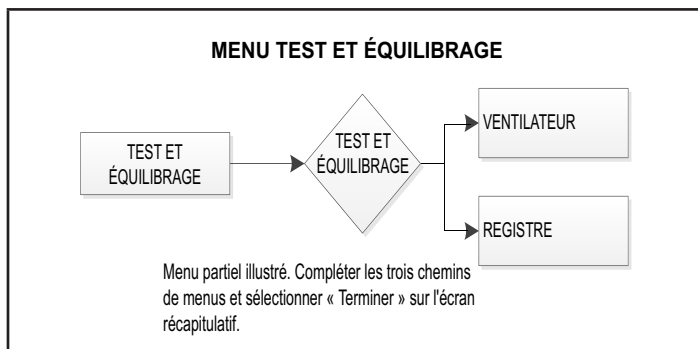 MENU TEST ET ÉQUILIBRAGE
TEST ET
ÉQUILIBRAGE
TEST ET
ÉQUILIBRAGE
VENTILATEUR
REGISTRE
Menu partiel illustré. Compléter les trois chemins
de menus et sélectionner « Terminer » sur l'écran
récapitulatif.